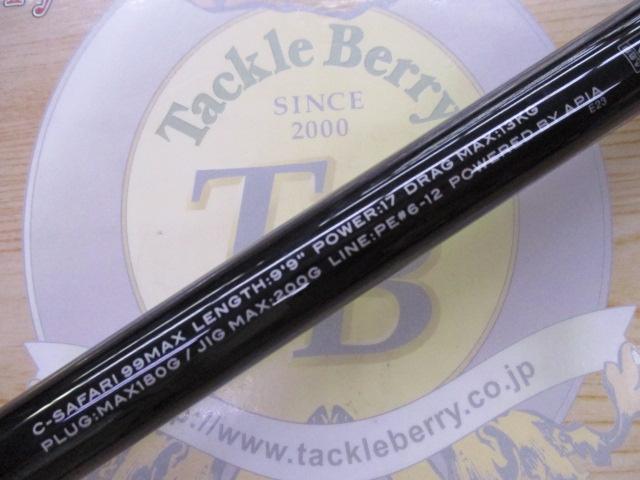 Tackle Berry
SINCE
2000
TB
C-SAFARI 99MAX LENGTH:9'9" POWER:17 DRAG MAX:13KG
PLUG:MAX180G / JIG MAX:200G LINE:PE#6-12 POWERED BY APIA
E23
http://www.tackleberry.co.jp